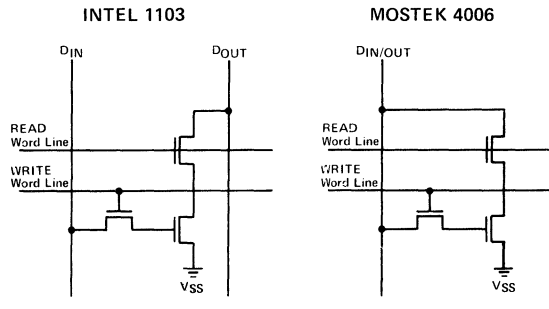 INTEL 1103
MOSTEK 4006
DIN
DOUT
READ
Word Line
WRITE
Word Line
VSS
DIN/OUT
READ
Word Line
WRITE
Word Line
VSS